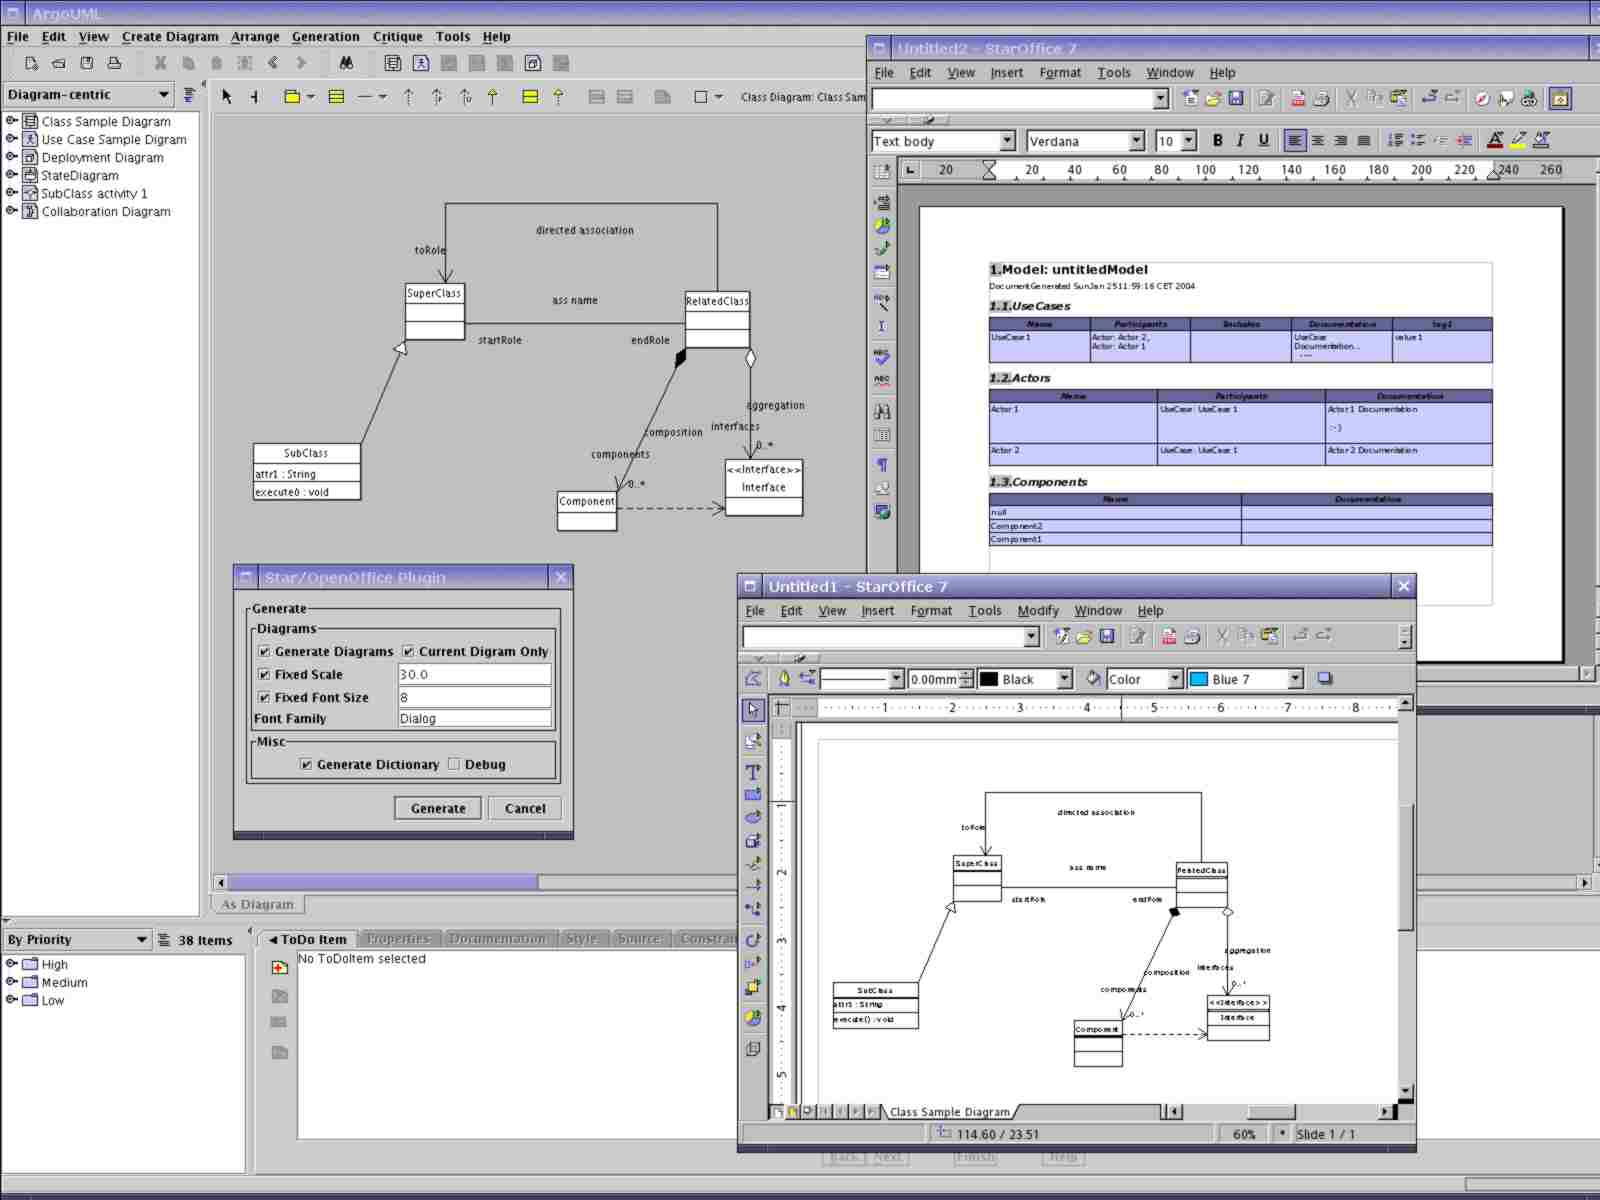 ArgoUML
File Edit View Create Diagram Arrange Generation Critique Tools Help
Diagram-centric
Class Diagram: Class Sam
Class Sample Diagram
Use Case Sample Digram
Deployment Diagram
StateDiagram
SubClass activity 1
Collaboration Diagram
directed association
toRole
SuperClass
ass name
RelatedClass
startRole
endRole
aggregation
composition
interfaces
components
0..*
0..*
SubClass
attr1 : String
execute() : void
<<Interface>>
Interface
Component
As Diagram
Star/OpenOffice Plugin
Generate
Diagrams
Generate Diagrams Current Digram Only
Fixed Scale 30.0
Fixed Font Size 8
Font Family Dialog
Misc
Generate Dictionary Debug
Generate Cancel
By Priority 38 Items
High
Medium
Low
ToDo Item Properties Documentation Style Source Constrai
No ToDoItem selected
Back Next Finish Help
Untitled2 - StarOffice 7
File Edit View Insert Format Tools Window Help
Text body Verdana 10 B I U
20 20 40 60 80 100 120 140 160 180 200 220 240 260
1.Model: untitledModel
DocumentGenerated SunJan 25 11:59:16 CET 2004
1.1.UseCases
Name Participants Includes Documentation tag1
UseCase1 Actor: Actor 2, UseCase value1
Actor: Actor 1 Documentation...
1.2.Actors
Name Participants Documentation
Actor 1 UseCase: UseCase 1 Actor 1 Documentation
:-)
Actor 2 UseCase: UseCase 1 Actor 2 Documentation
1.3.Components
Name Documentation
null
Component2
Component1
Untitled1 - StarOffice 7
File Edit View Insert Format Tools Modify Window Help
0.00mm Black Color Blue 7
1 2 3 4 5 6 7 8
1
2
3
4
5
directed association
toRole
SuperClass
ass name
RelatedClass
startRole
endRole
aggregation
composition
interfaces
components
0..*
0..*
SubClass
attr1 : String
execute() : void
<<Interface>>
Interface
Component
Class Sample Diagram
114.60 / 23.51 60% * Slide 1 / 1